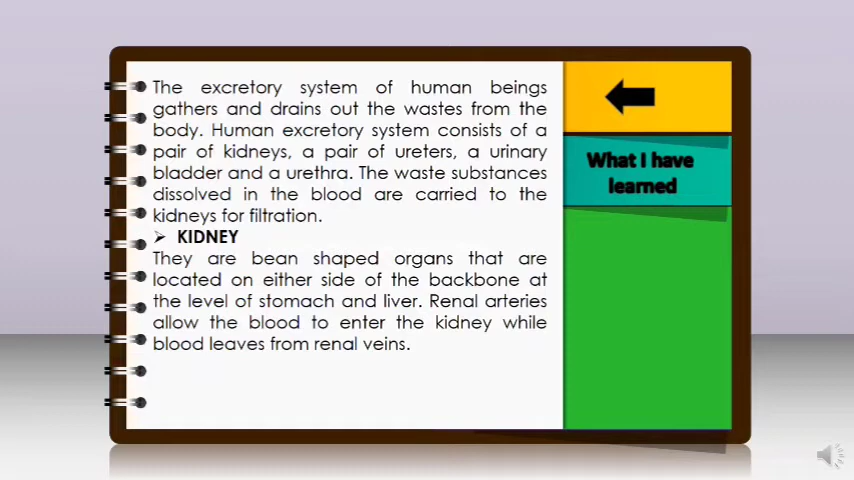 The excretory system of human beings
gathers and drains out the wastes from the
body. Human excretory system consists of a
pair of kidneys, a pair of ureters, a urinary
bladder and a urethra. The waste substances
dissolved in the blood are carried to the
kidneys for filtration.
➢ KIDNEY
They are bean shaped organs that are
located on either side of the backbone at
the level of stomach and liver. Renal arteries
allow the blood to enter the kidney while
blood leaves from renal veins.
What I have
learned